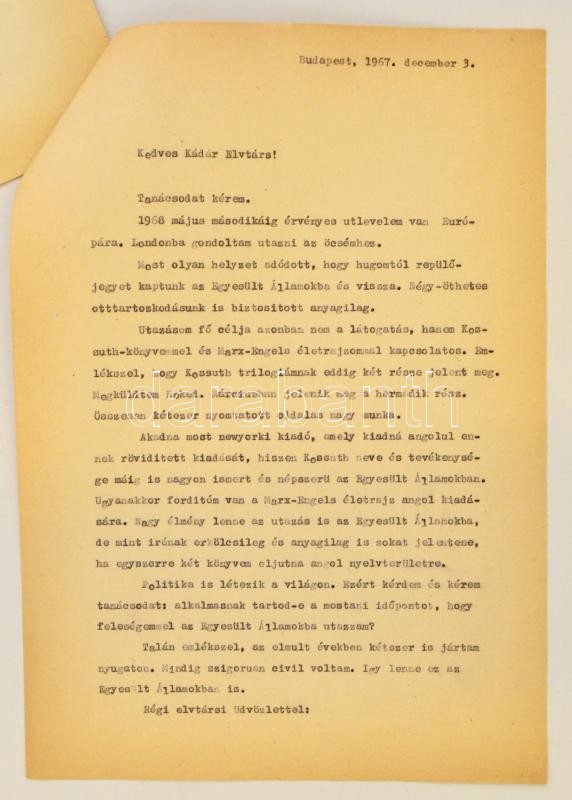 Budapest, 1967. december 3.
Kedves Kádár Elvtárs!
Tanácsodat kérem.
1968 május másodikáig érvényes utlevelem van Euró-
pára. Londonba gondoltam utazni az öcsémhez.
Most olyan helyzet adódott, hogy hugomtól repülő-
jegyet kaptunk az Egyesült Államokba és vissza. Négy-öthetes
otttartozkodásunk is biztositott anyagilag.
Utazásom fő célja azonban nem a látogatás, hanem Kos-
suth-könyvemmel és Marx-Engels életrajzommal kapcsolatos. Em-
lékszel, hogy Kossuth trilogiámnak eddig két része jelent meg.
Megküldtem Neked. Márciusban jelenik meg a harmadik rész.
Összesen kétezer nyomtatott oldalas nagy munka.
darabanth
Akadna most newyorki kiadó, amely kiadná angolul en-
nek röviditett kiadását, hiszen Kossuth neve és tevékenysé-
ge máig is nagyon ismert és népszerü az Egyesült Államokban.
Ugyanakkor forditóm van a Marx-Engels életrajz angol kiadá-
sára. Nagy élmény lenne az utazás is az Egyesült Államokba,
de mint irónak erkölcsileg és anyagilag is sokat jelentene,
ha egyszerre két könyvem eljutna angol nyelvterületre.
Politika is létezik a világon. Ezért kérdem és kérem
tanácsodat: alkalmasnak tartod-e a mostani időpontot, hogy
feleségemmel az Egyesült Államokba utazzam?
Talán emlékszel, az elmult években kétszer is jártam
nyugaton. Mindig szigoruan civil voltam. Igy lenne ez az
Egyesült Államokban is.
Régi elvtársi üdvözlettel: